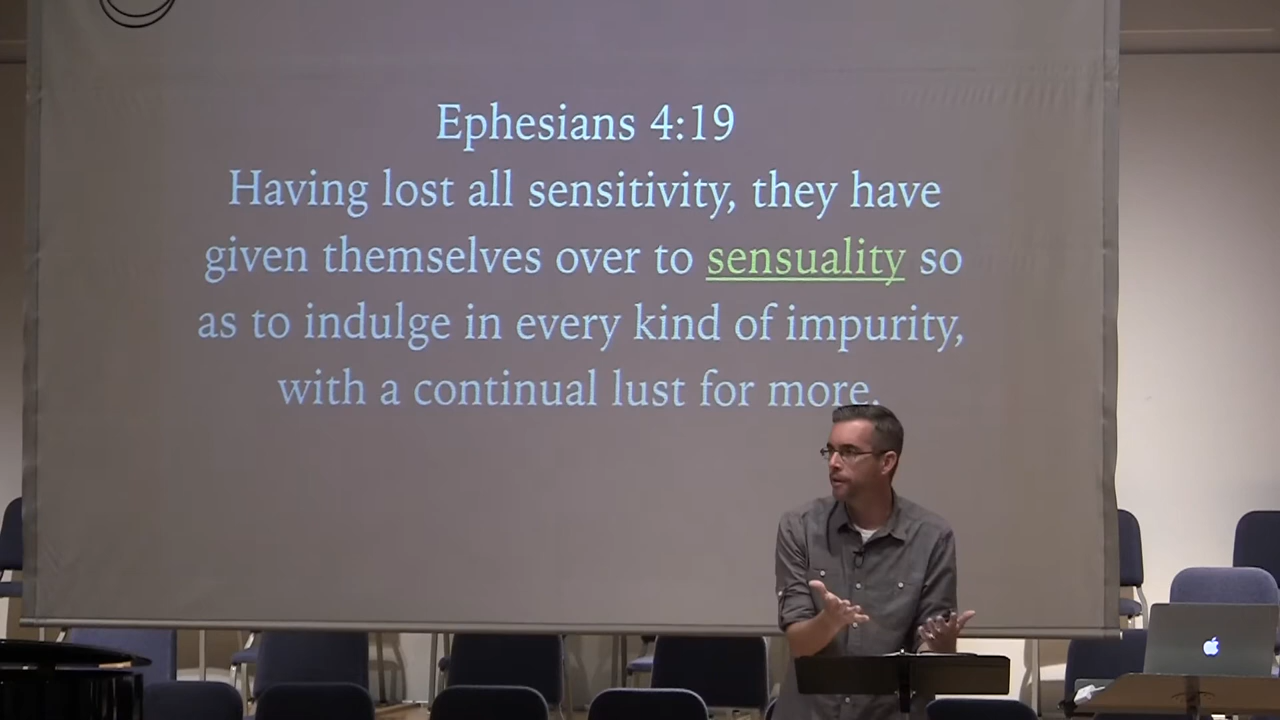 Ephesians 4:19
Having lost all sensitivity, they have
given themselves over to sensuality so
as to indulge in every kind of impurity,
with a continual lust for more.